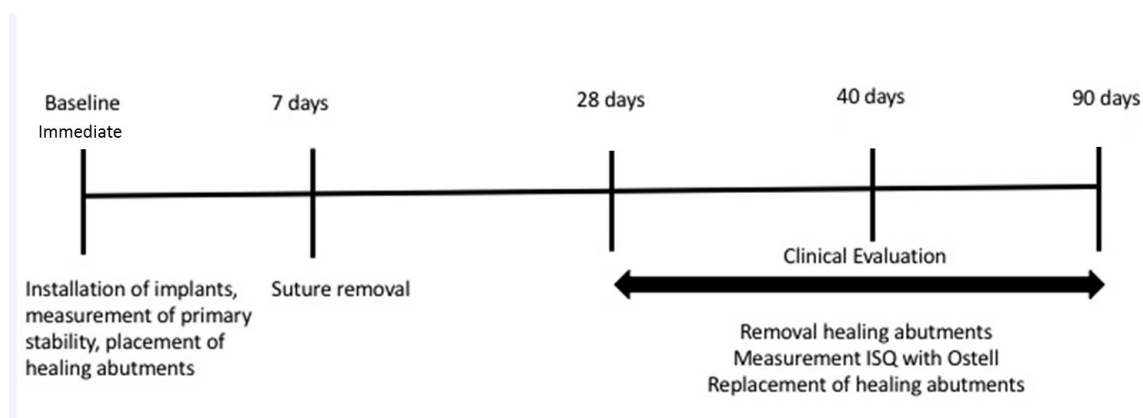 Baseline
Immediate
7 days
28 days
40 days
90 days
Clinical Evaluation
Installation of implants,
measurement of primary
stability, placement of
healing abutments
Suture removal
Removal healing abutments
Measurement ISQ with Ostell
Replacement of healing abutments